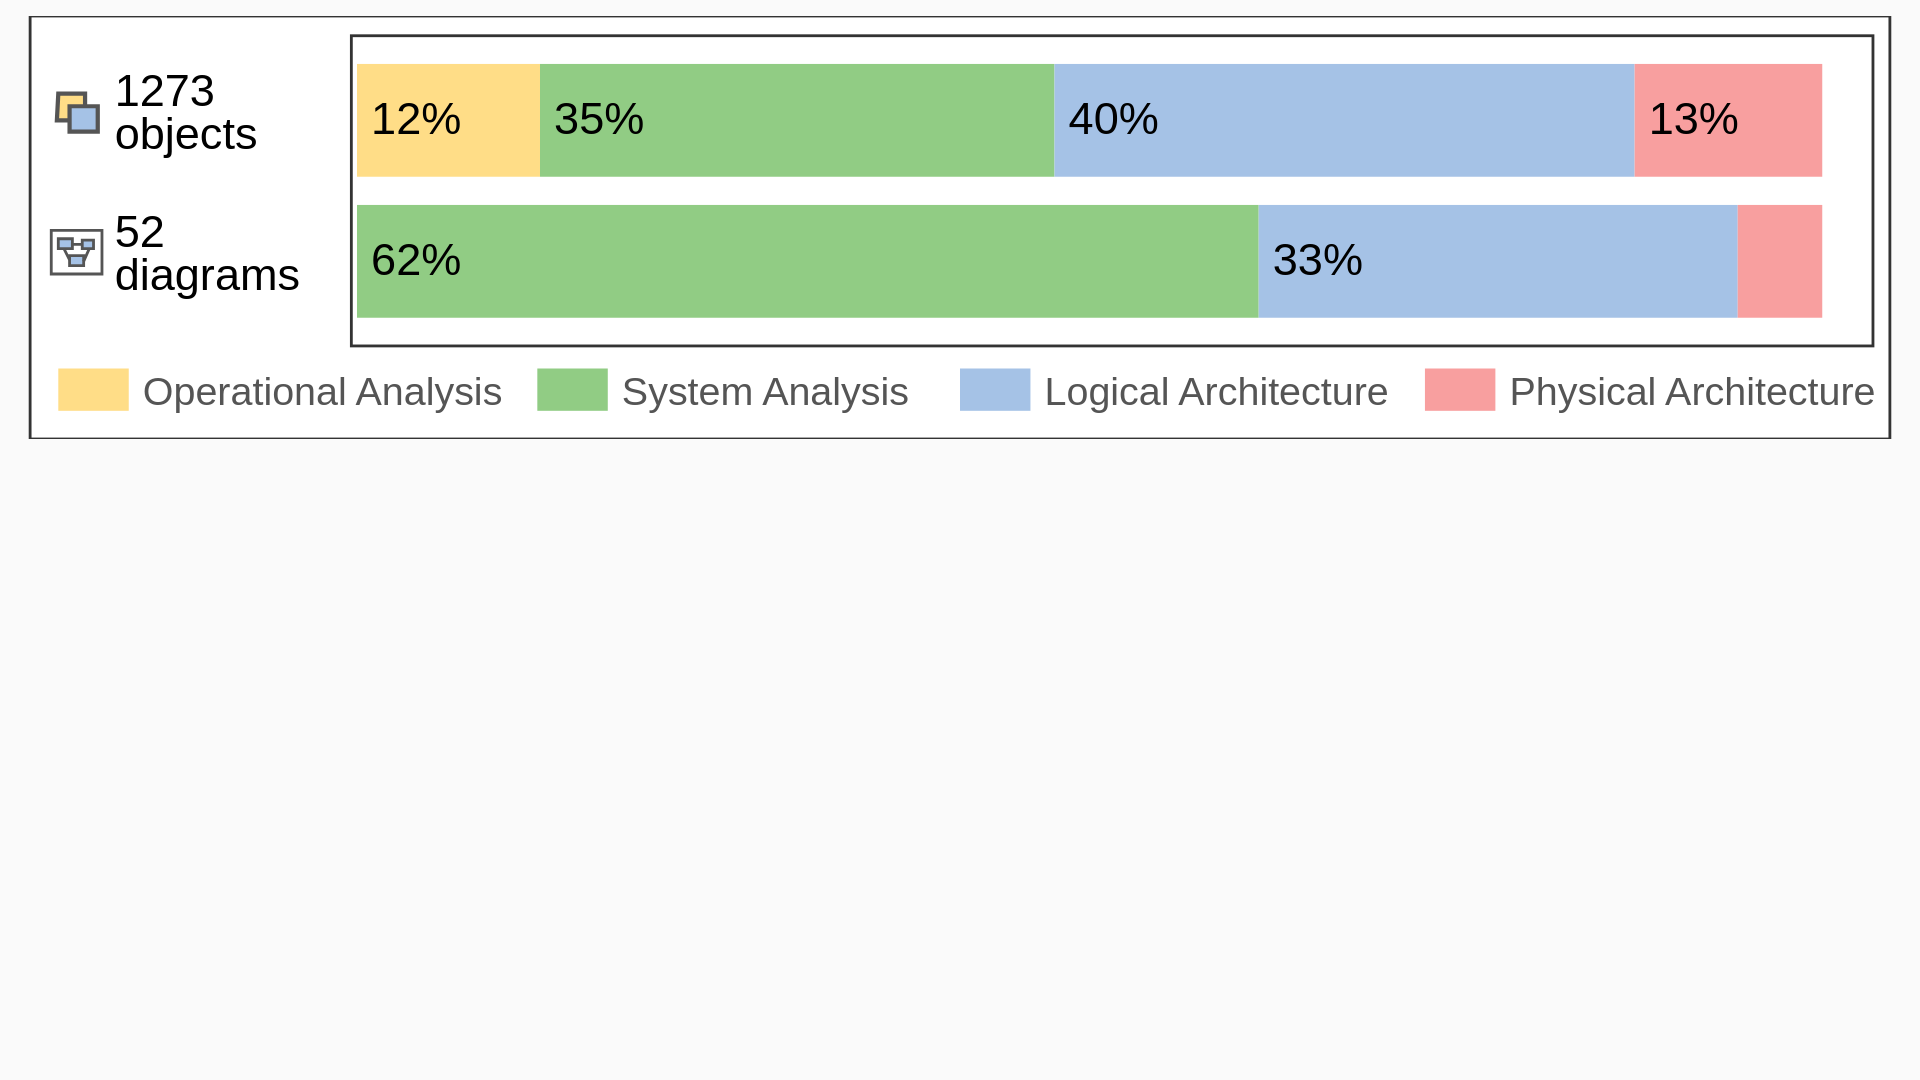 1273
objects
12% 35% 40% 13%
52
diagrams
62% 33%
Operational Analysis System Analysis Logical Architecture Physical Architecture